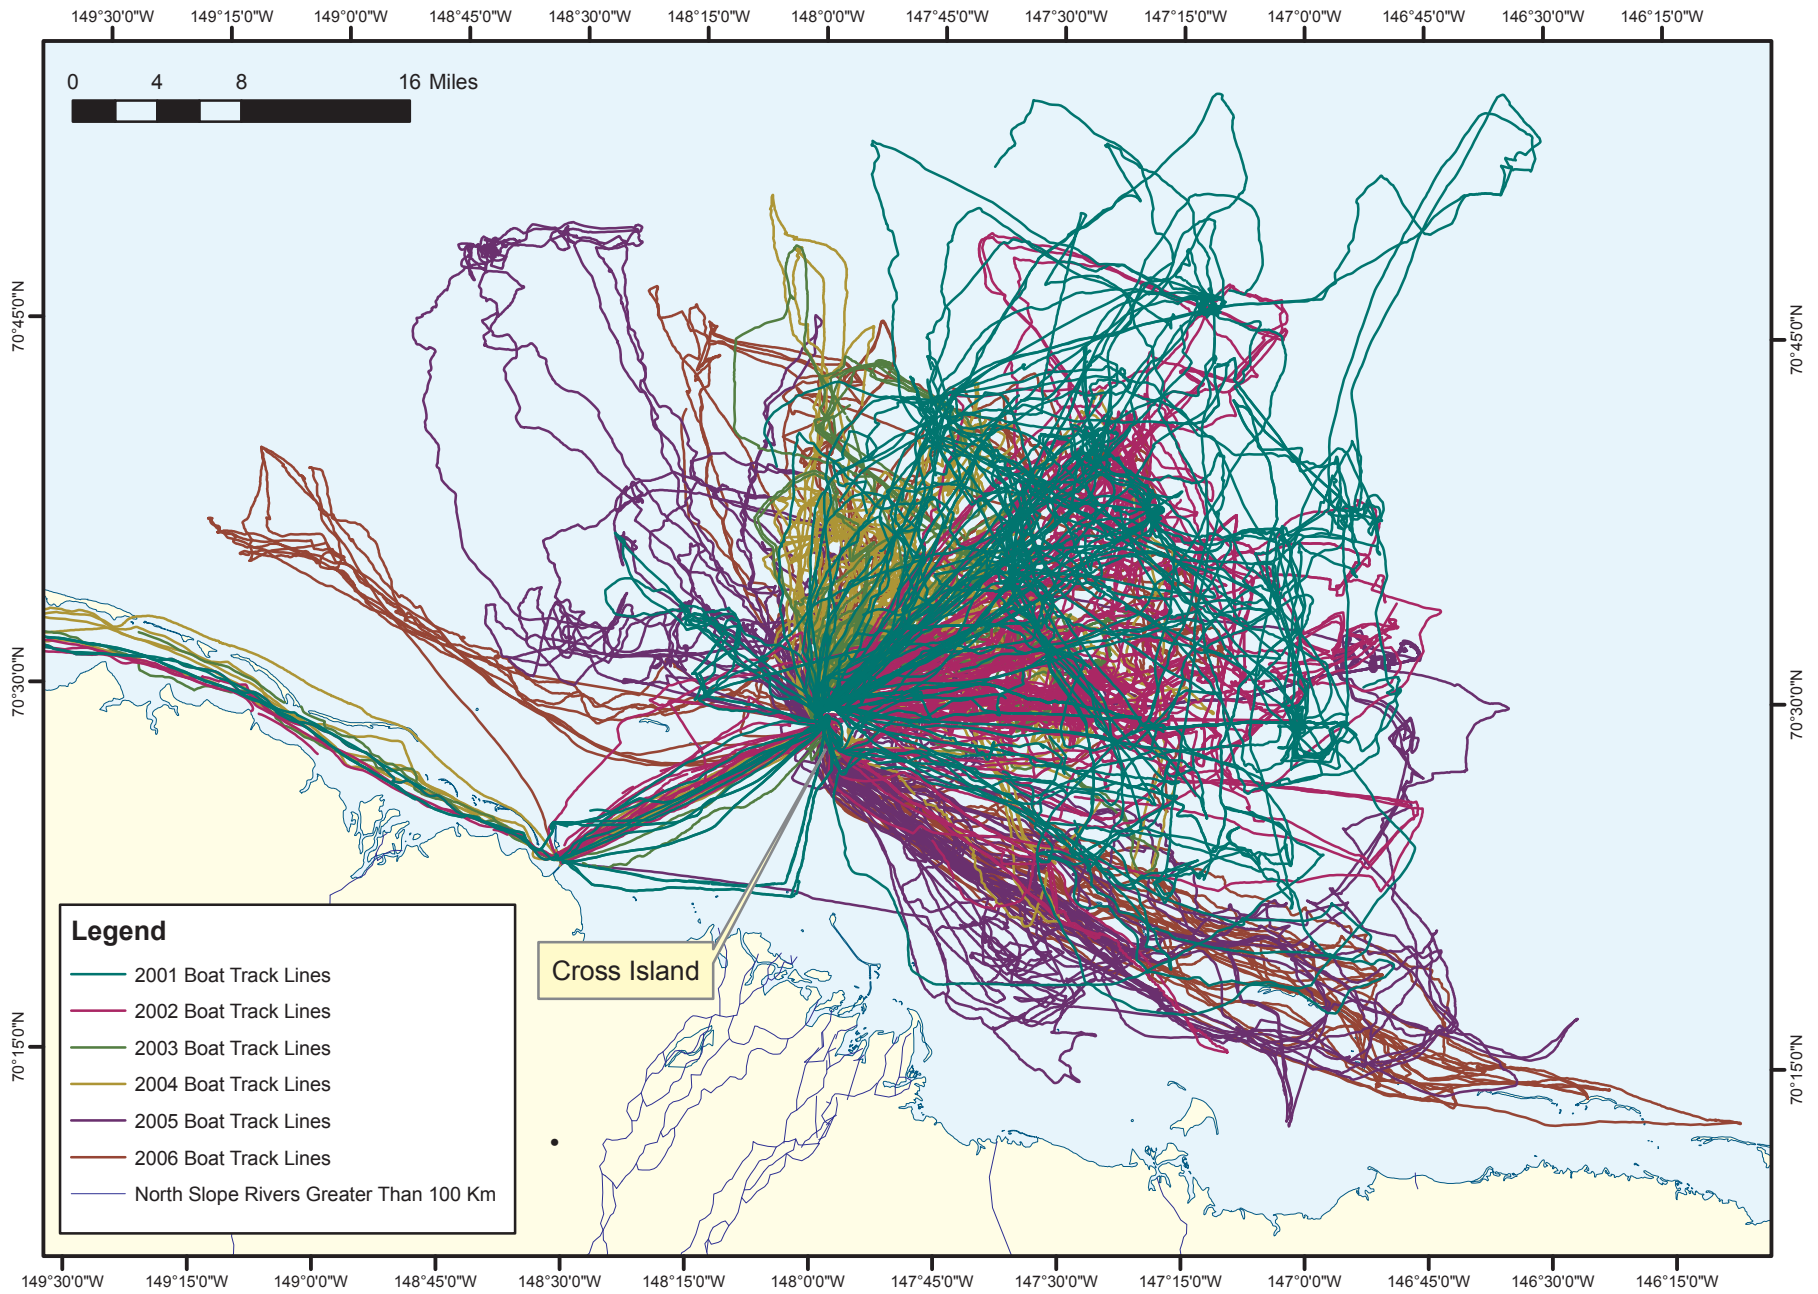 149°30'0"W 149°15'0"W 149°0'0"W 148°45'0"W 148°30'0"W 148°15'0"W 148°0'0"W 147°45'0"W 147°30'0"W 147°15'0"W 147°0'0"W 146°45'0"W 146°30'0"W 146°15'0"W
0 4 8 16 Miles
70°45'0"N
70°45'0"N
70°30'0"N
70°30'0"N
70°15'0"N
70°15'0"N
Cross Island
Legend
2001 Boat Track Lines
2002 Boat Track Lines
2003 Boat Track Lines
2004 Boat Track Lines
2005 Boat Track Lines
2006 Boat Track Lines
North Slope Rivers Greater Than 100 Km
149°30'0"W 149°15'0"W 149°0'0"W 148°45'0"W 148°30'0"W 148°15'0"W 148°0'0"W 147°45'0"W 147°30'0"W 147°15'0"W 147°0'0"W 146°45'0"W 146°30'0"W 146°15'0"W